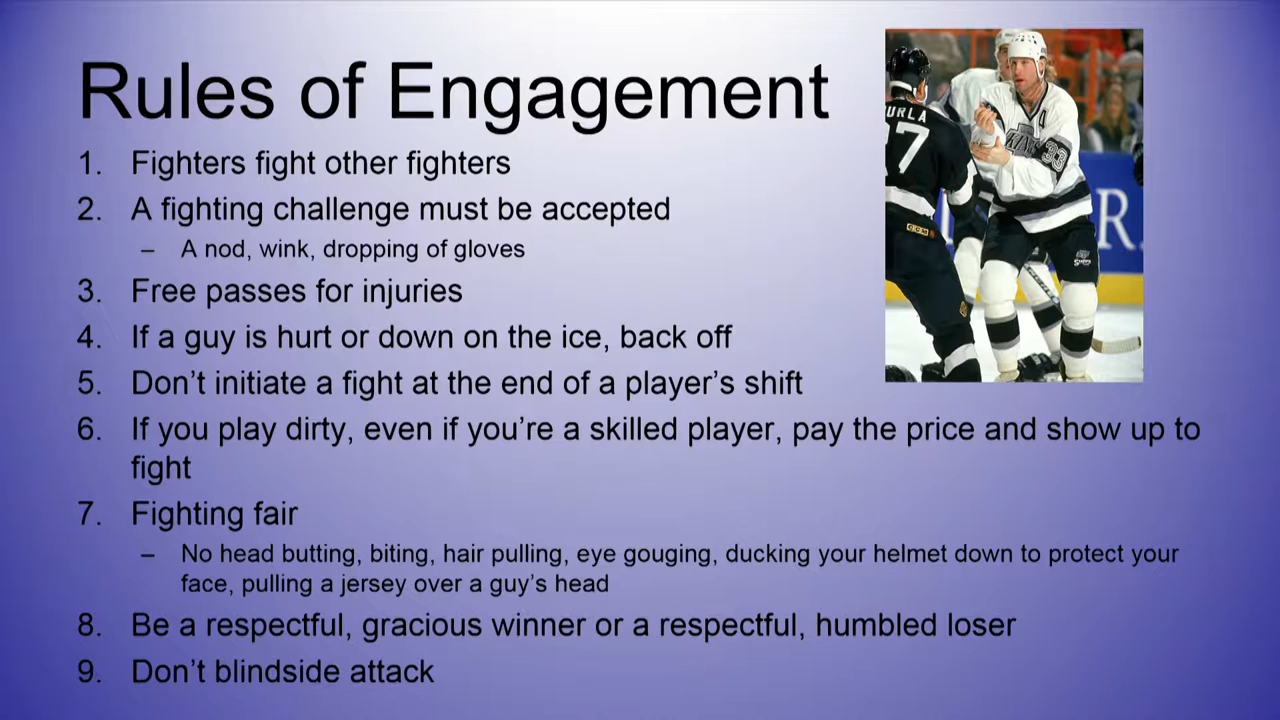 Rules of Engagement
1. Fighters fight other fighters
2. A fighting challenge must be accepted
– A nod, wink, dropping of gloves
3. Free passes for injuries
4. If a guy is hurt or down on the ice, back off
5. Don't initiate a fight at the end of a player's shift
6. If you play dirty, even if you're a skilled player, pay the price and show up to
fight
7. Fighting fair
– No head butting, biting, hair pulling, eye gouging, ducking your helmet down to protect your
face, pulling a jersey over a guy's head
8. Be a respectful, gracious winner or a respectful, humbled loser
9. Don't blindside attack
URLA
7
CCM
A
KINGS
33
R.